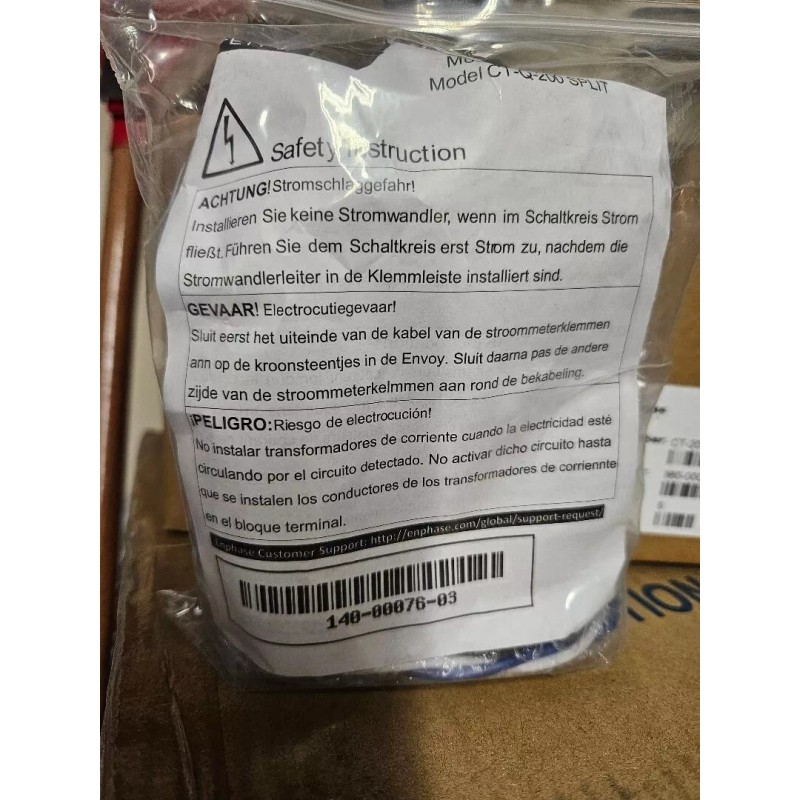 Model CT-Q-200 SPLIT
Safety Instruction
ACHTUNG! Stromschlaggefahr!
Installieren Sie keine Stromwandler, wenn im Schaltkreis Strom
fließt. Führen Sie dem Schaltkreis erst Strom zu, nachdem die
Stromwandlerleiter in de Klemmleiste installiert sind.
GEVAAR! Electrocutiegevaar!
Sluit eerst het uiteinde van de kabel van de stroommeterklemmen
ann op de kroonsteentjes in de Envoy. Sluit daarna pas de andere
zijde van de stroommeterkelmmen aan rond de bekabeling.
¡PELIGRO: Riesgo de electrocución!
No instalar transformadores de corriente cuando la electricidad esté
circulando por el circuito detectado. No activar dicho circuito hasta
que se instalen los conductores de los transformadores de corriennte
en el bloque terminal.
Enphase Customer Support: http://enphase.com/global/support-request/
140-00076-03